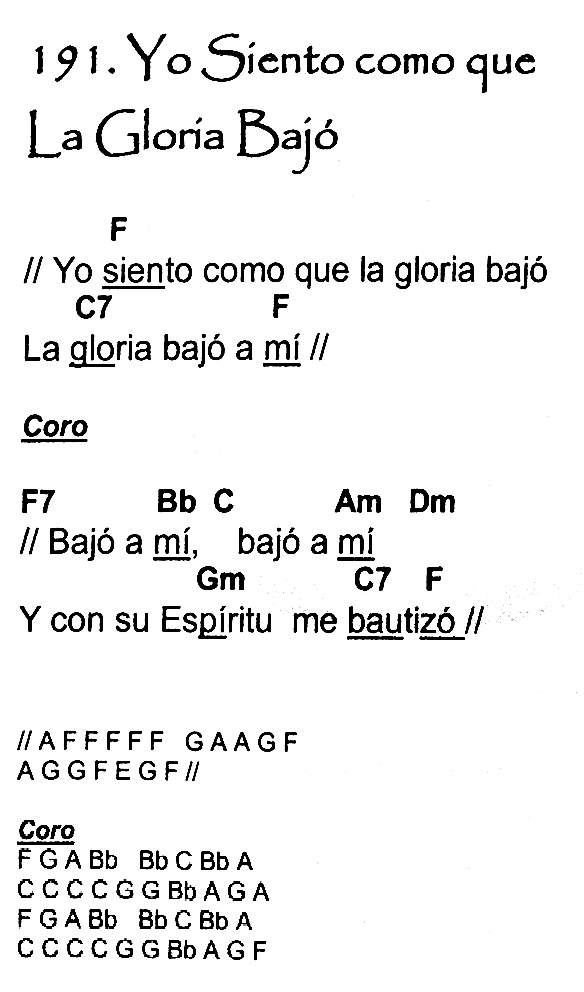 191. Yo Siento como que
La Gloria Bajó
F
// Yo siento como que la gloria bajó
C7 F
La gloria bajó a mí //
Coro
F7 Bb C Am Dm
// Bajó a mí, bajó a mí
Gm C7 F
Y con su Espíritu me bautizó //
// A F F F F F G A A G F
A G G F E G F //
Coro
F G A Bb Bb C Bb A
C C C C G G Bb A G A
F G A Bb Bb C Bb A
C C C C G G Bb A G F